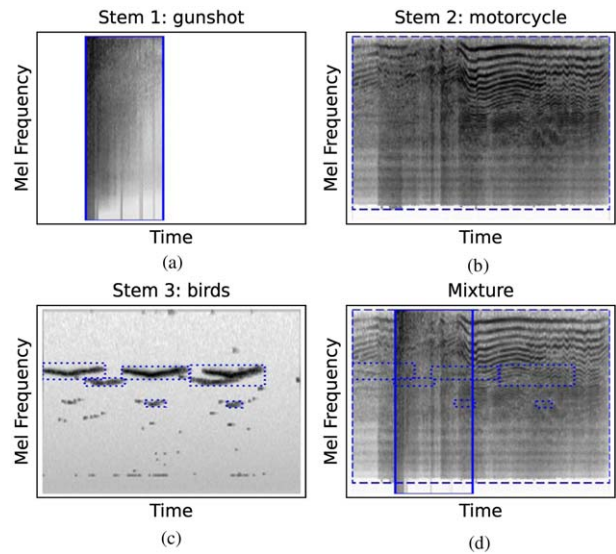 Stem 1: gunshot
Mel Frequency
Time
(a)
Stem 2: motorcycle
Mel Frequency
Time
(b)
Stem 3: birds
Mel Frequency
Time
(c)
Mixture
Mel Frequency
Time
(d)